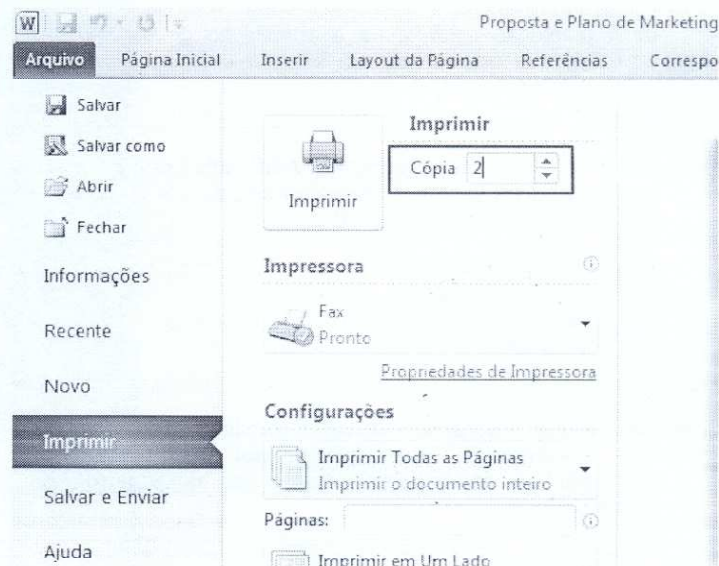 W
Proposta e Plano de Marketing
Arquivo Página Inicial Inserir Layout da Página Referências Correspo
Salvar
Salvar como
Abrir
Fechar
Informações
Recente
Novo
Imprimir
Salvar e Enviar
Ajuda
Imprimir
Imprimir
Cópia 2
Impressora
Fax
Pronto
Propriedades de Impressora
Configurações
Imprimir Todas as Páginas
Imprimir o documento inteiro
Páginas:
Imprimir em Um Lado